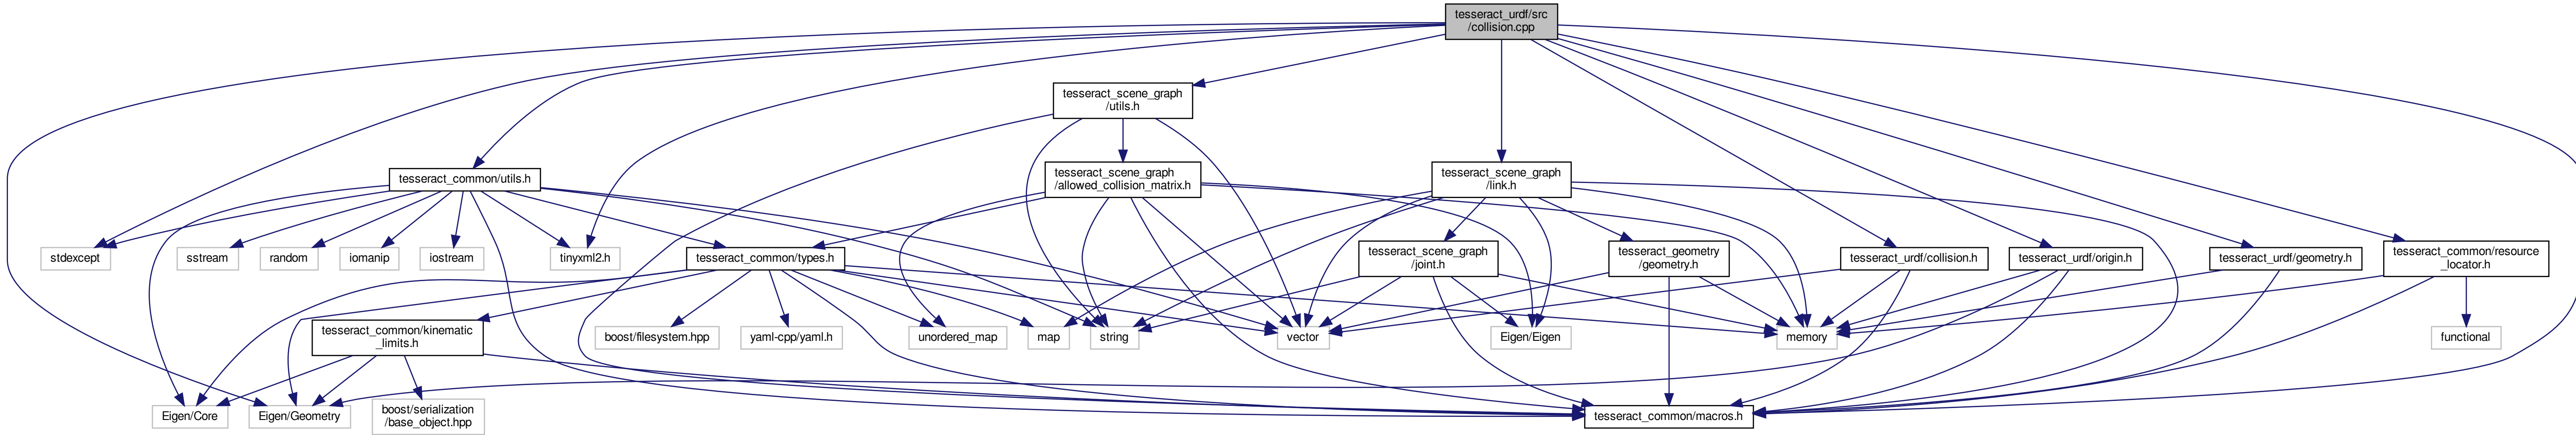 tesseract_urdf/src
/collision.cpp
tesseract_scene_graph
/utils.h
tesseract_common/utils.h
tesseract_scene_graph
/allowed_collision_matrix.h
tesseract_scene_graph
/link.h
stdexcept
sstream
random
iomanip
iostream
tinyxml2.h
tesseract_common/types.h
tesseract_scene_graph
/joint.h
tesseract_geometry
/geometry.h
tesseract_urdf/collision.h
tesseract_urdf/origin.h
tesseract_urdf/geometry.h
tesseract_common/resource
_locator.h
tesseract_common/kinematic
_limits.h
boost/filesystem.hpp
yaml-cpp/yaml.h
unordered_map
map
string
vector
Eigen/Eigen
memory
functional
Eigen/Core
Eigen/Geometry
boost/serialization
/base_object.hpp
tesseract_common/macros.h